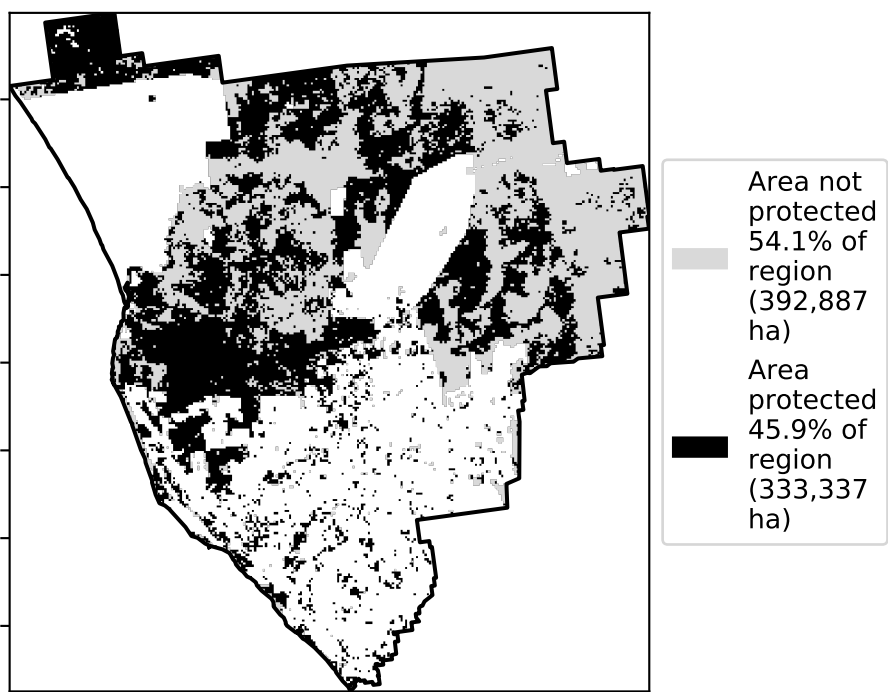 Area not
protected
54.1% of
region
(392,887
ha)
Area
protected
45.9% of
region
(333,337
ha)